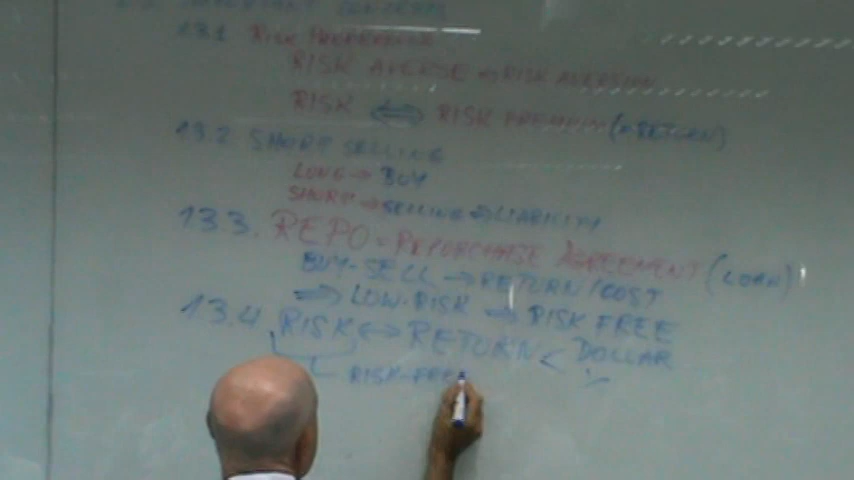 13.1 RISK
RISK AVERSE → RISK AVERSION
RISK ⇔ RISK PREMIUM (RETURN)
13.2 SHORT SELLING
LONG → BUY
SHORT → SELLING → LIABILITY
13.3. REPO = REPURCHASE AGREEMENT (LOAN)
BUY-SELL → RETURN/COST
⇒ LOW-RISK → RISK FREE
13.4 RISK ↔ RETURN < DOLLAR
%
RISK-FREE